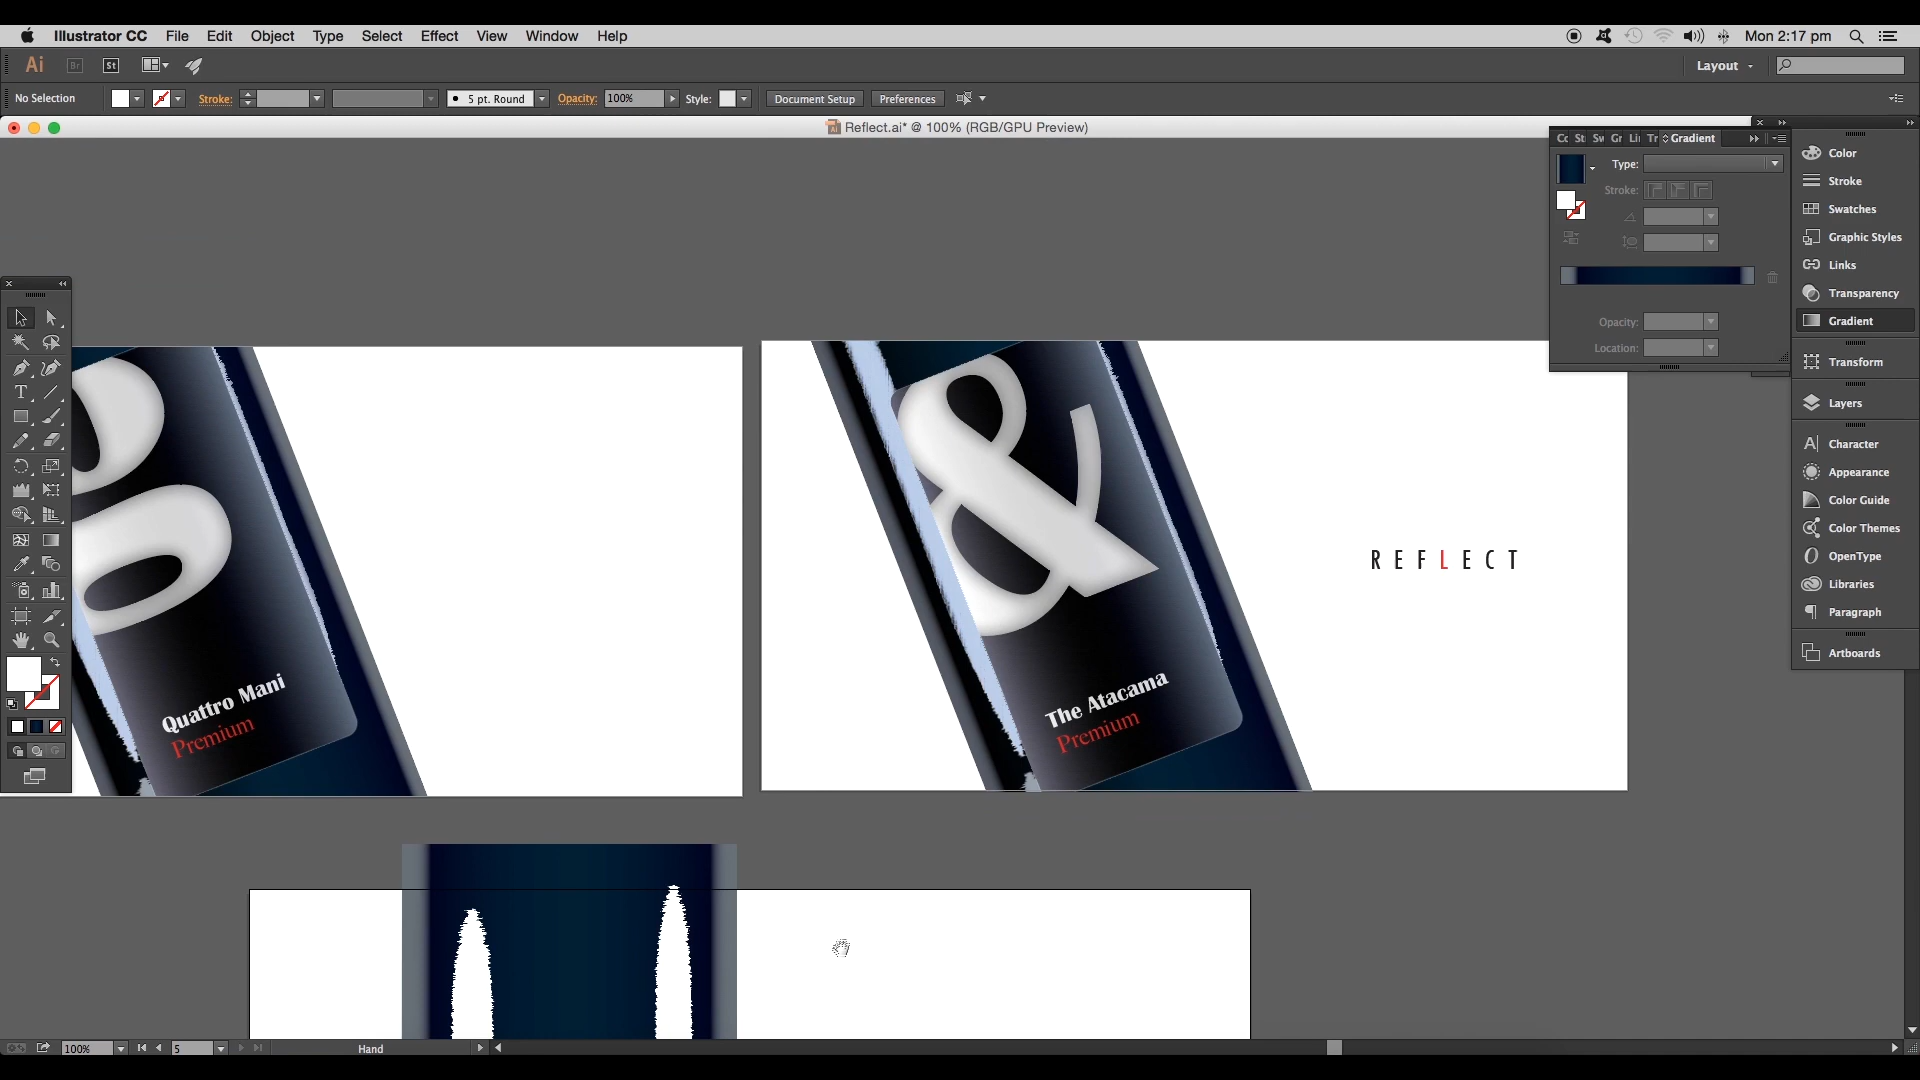 Illustrator CC File Edit Object Type Select Effect View Window Help
Mon 2:17 pm
Ai Br St
Layout
No Selection
Stroke:
5 pt. Round
Opacity: 100%
Style:
Document Setup
Preferences
Reflect.ai* @ 100% (RGB/GPU Preview)
Gradient
Type:
Stroke:
Opacity:
Location:
Color
Stroke
Swatches
Graphic Styles
Links
Transparency
Gradient
Transform
Layers
Character
Appearance
Color Guide
Color Themes
OpenType
Libraries
Paragraph
Artboards
Quattro Mani
Premium
&
The Atacama
Premium
REFLECT
100%
5
Hand